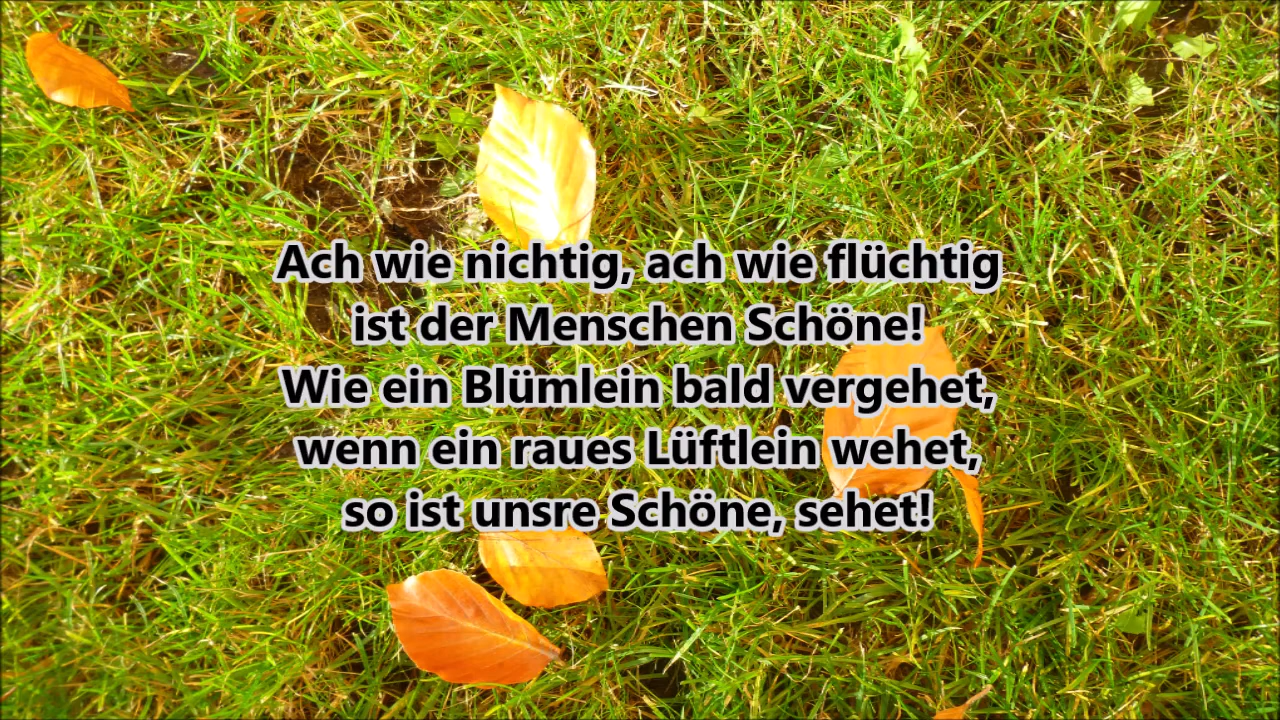 Ach wie nichtig, ach wie flüchtig
ist der Menschen Schöne!
Wie ein Blümlein bald vergehet,
wenn ein raues Lüftlein wehet,
so ist unsre Schöne, sehet!